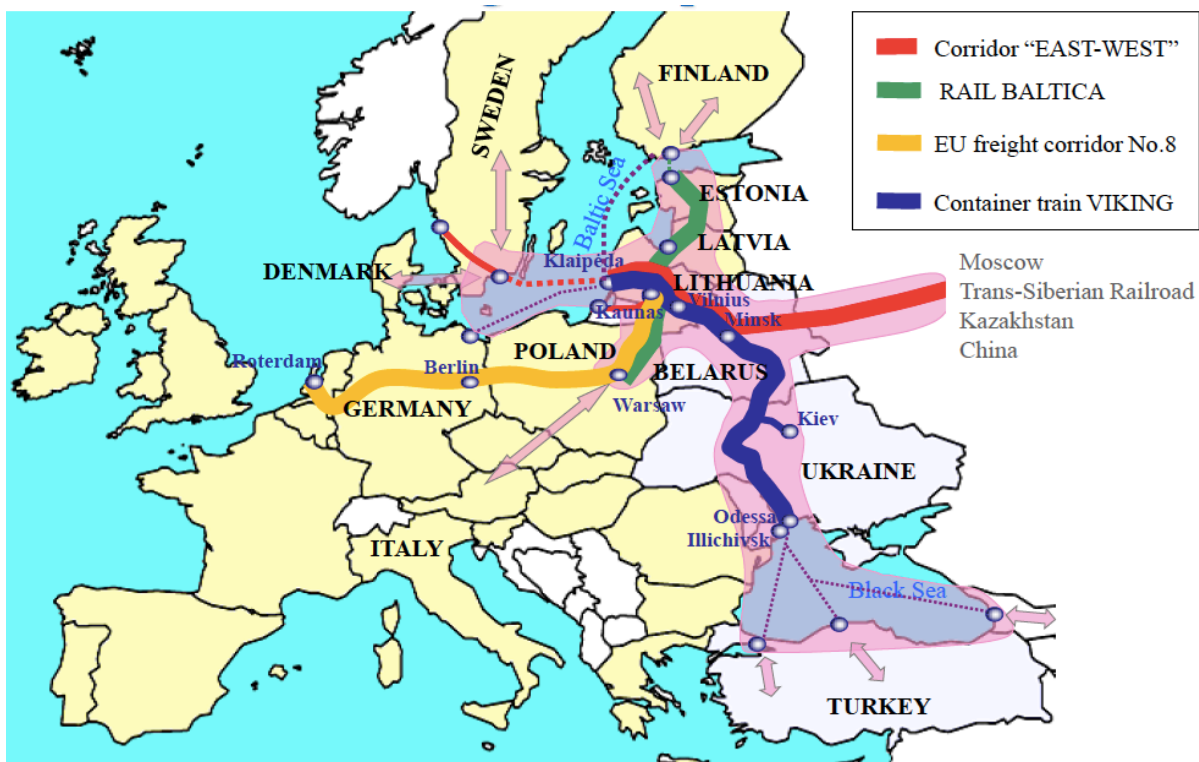 Corridor “EAST-WEST”
RAIL BALTICA
EU freight corridor No.8
Container train VIKING
FINLAND
SWEDEN
Baltic Sea
ESTONIA
LATVIA
DENMARK
Klaipėda
LITHUANIA
Vilnius
Kaunas
Minsk
Moscow
Trans-Siberian Railroad
Kazakhstan
China
Roterdam
Berlin
POLAND
BELARUS
GERMANY
Warsaw
Kiev
UKRAINE
Odessa
Illichivsk
ITALY
Black Sea
TURKEY